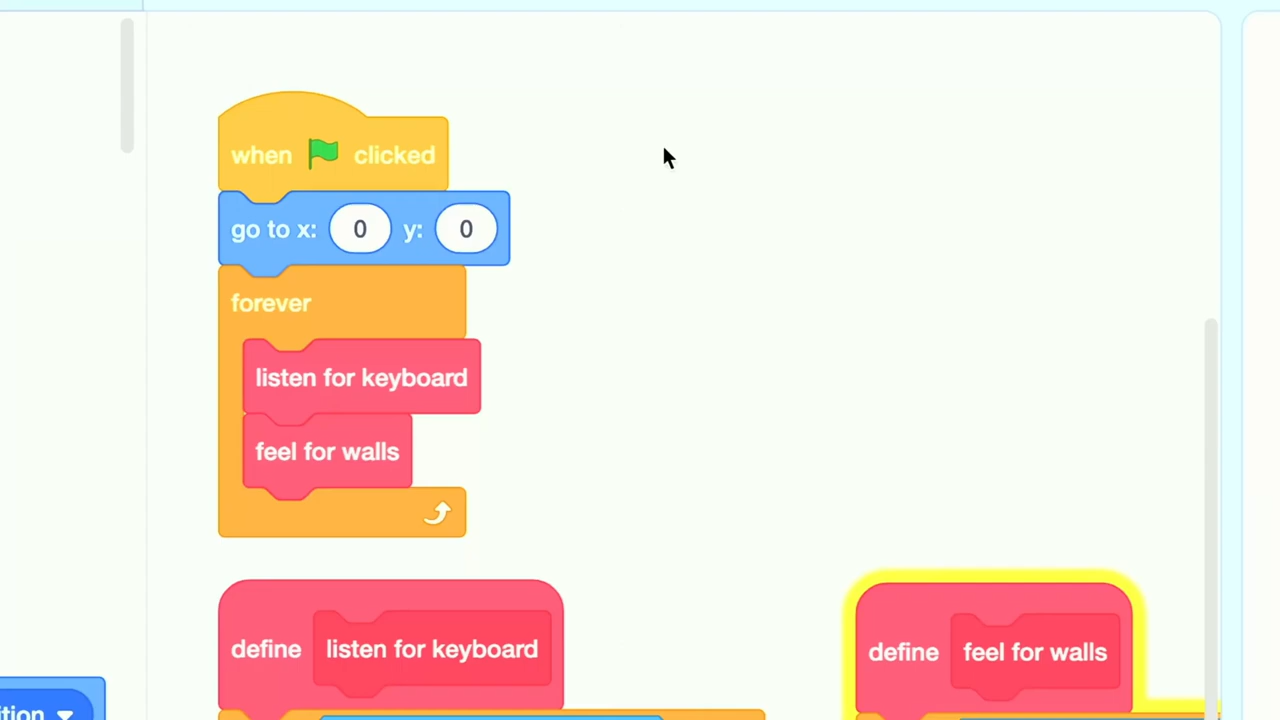 when clicked
go to x: 0 y: 0
forever
listen for keyboard
feel for walls
define listen for keyboard
define feel for walls